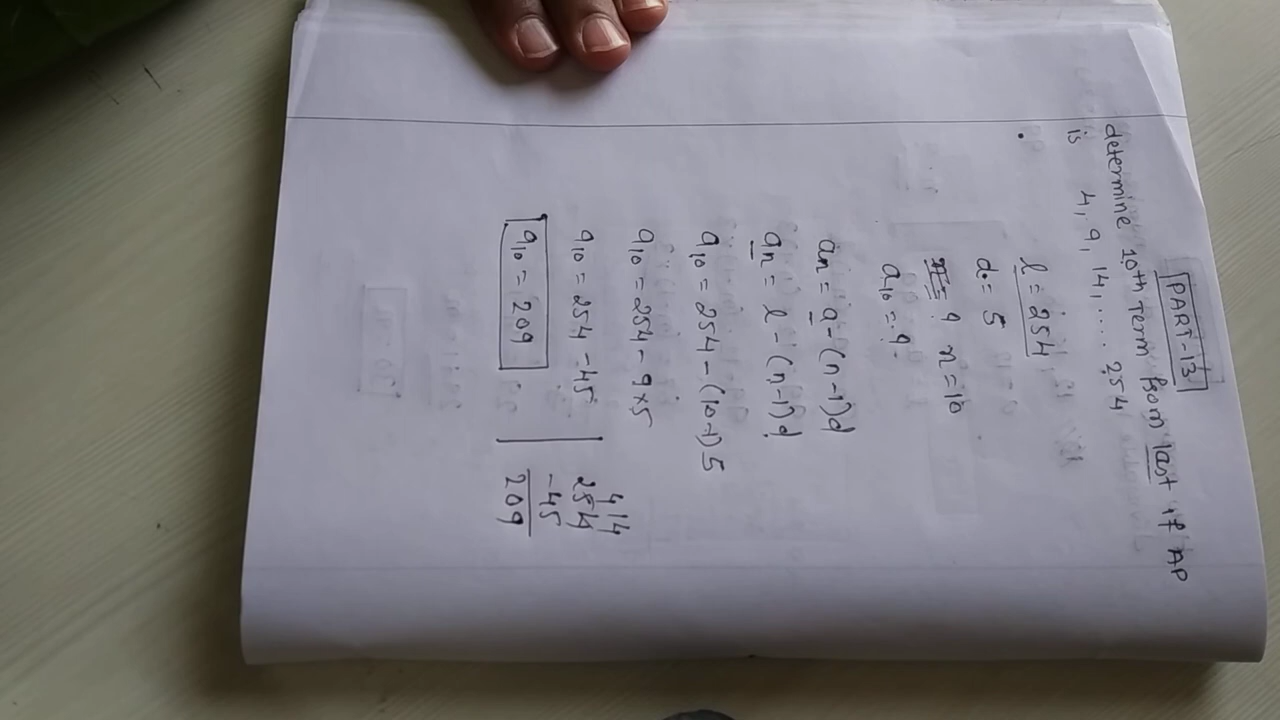 PART-13
determine 10th term from last if AP
is 4, 9, 14, .... 254
l = 254
d = 5
n = 10
a10 = ?
an = a - (n-1)d
an = l - (n-1)d
a10 = 254 - (10-1) 5
a10 = 254 - 9×5
a10 = 254 - 45
a10 = 209
4 14
254
-45
209